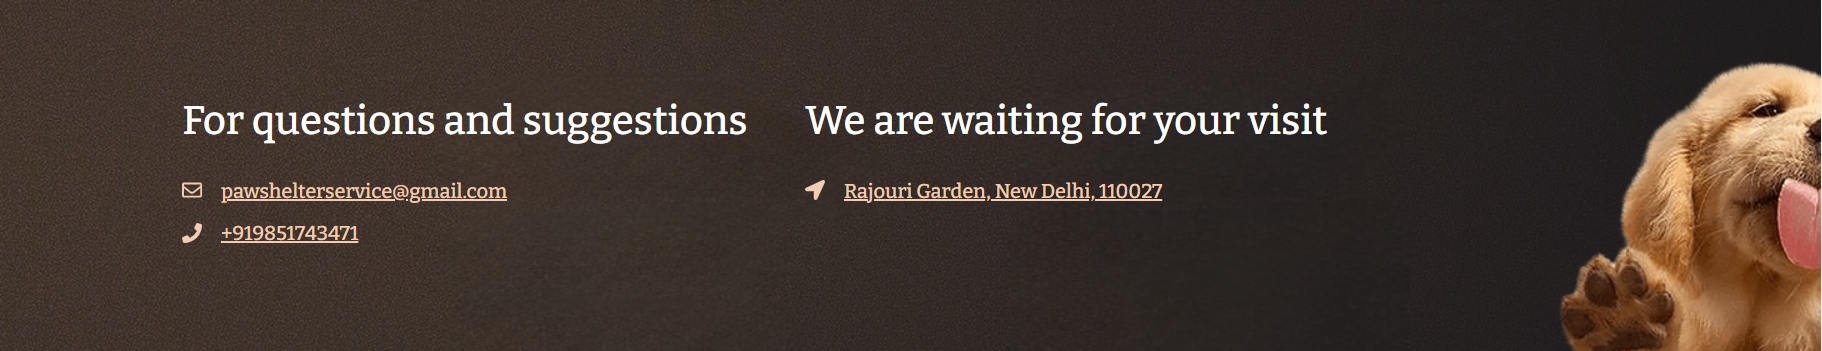 For questions and suggestions
pawshelterservice@gmail.com
+919851743471
We are waiting for your visit
Rajouri Garden, New Delhi, 110027